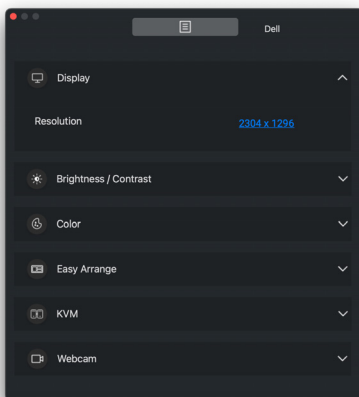 Dell
Display
Resolution
2304 x 1296
Brightness / Contrast
Color
Easy Arrange
KVM
Webcam